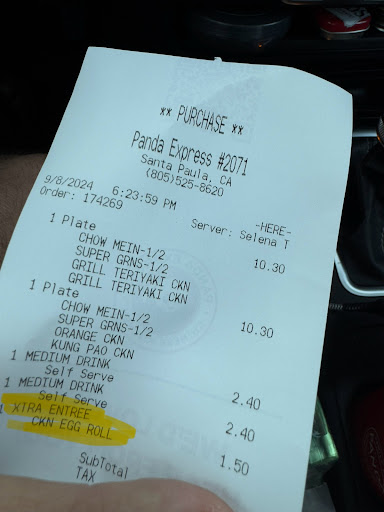 ** PURCHASE **
Panda Express #2071
Santa Paula, CA
(805)525-8620
9/8/2024 6:23:59 PM
Order: 174269
-HERE-
Server: Selena T
1 Plate 10.30
CHOW MEIN-1/2
SUPER GRNS-1/2
GRILL TERIYAKI CKN
GRILL TERIYAKI CKN
1 Plate 10.30
CHOW MEIN-1/2
SUPER GRNS-1/2
ORANGE CKN
KUNG PAO CKN
1 MEDIUM DRINK 2.40
Self Serve
1 MEDIUM DRINK 2.40
Self Serve
1 XTRA ENTREE 1.50
CKN EGG ROLL
SubTotal
TAX